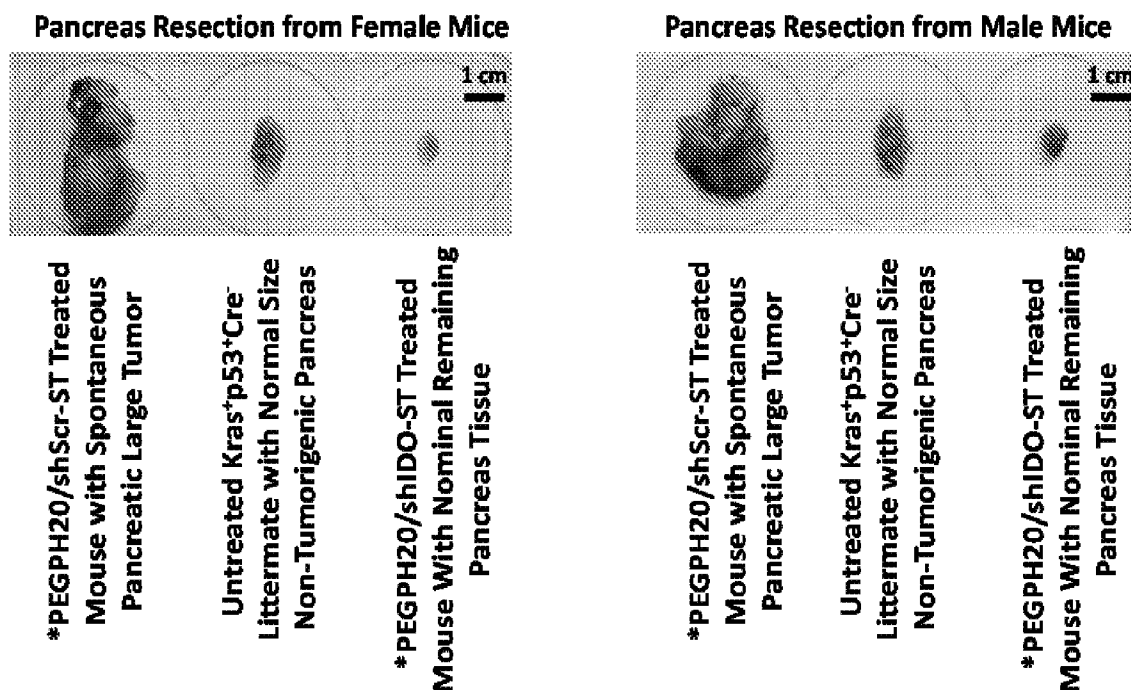 Pancreas Resection from Female Mice
1 cm
*PEGPH20/shScr-ST Treated
Mouse with Spontaneous
Pancreatic Large Tumor
Untreated Kras⁺p53⁺Cre⁻
Littermate with Normal Size
Non-Tumorigenic Pancreas
*PEGPH20/shIDO-ST Treated
Mouse With Nominal Remaining
Pancreas Tissue
Pancreas Resection from Male Mice
1 cm
*PEGPH20/shScr-ST Treated
Mouse with Spontaneous
Pancreatic Large Tumor
Untreated Kras⁺p53⁺Cre⁻
Littermate with Normal Size
Non-Tumorigenic Pancreas
*PEGPH20/shIDO-ST Treated
Mouse With Nominal Remaining
Pancreas Tissue